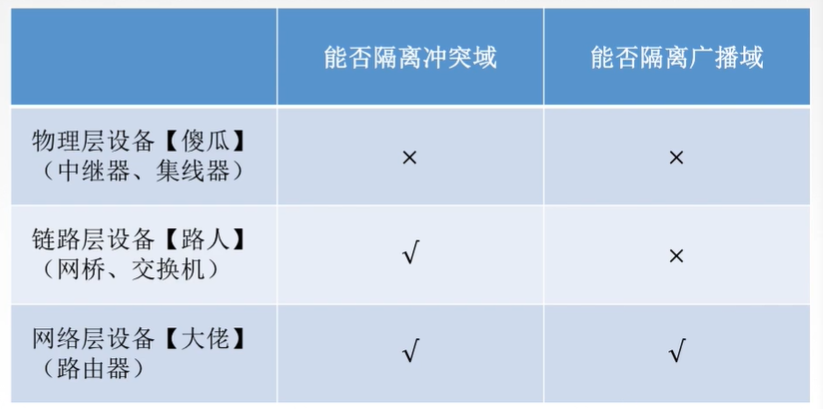 能否隔离冲突域
能否隔离广播域
物理层设备【傻瓜】
（中继器、集线器）
×
×
链路层设备【路人】
（网桥、交换机）
√
×
网络层设备【大佬】
（路由器）
√
√